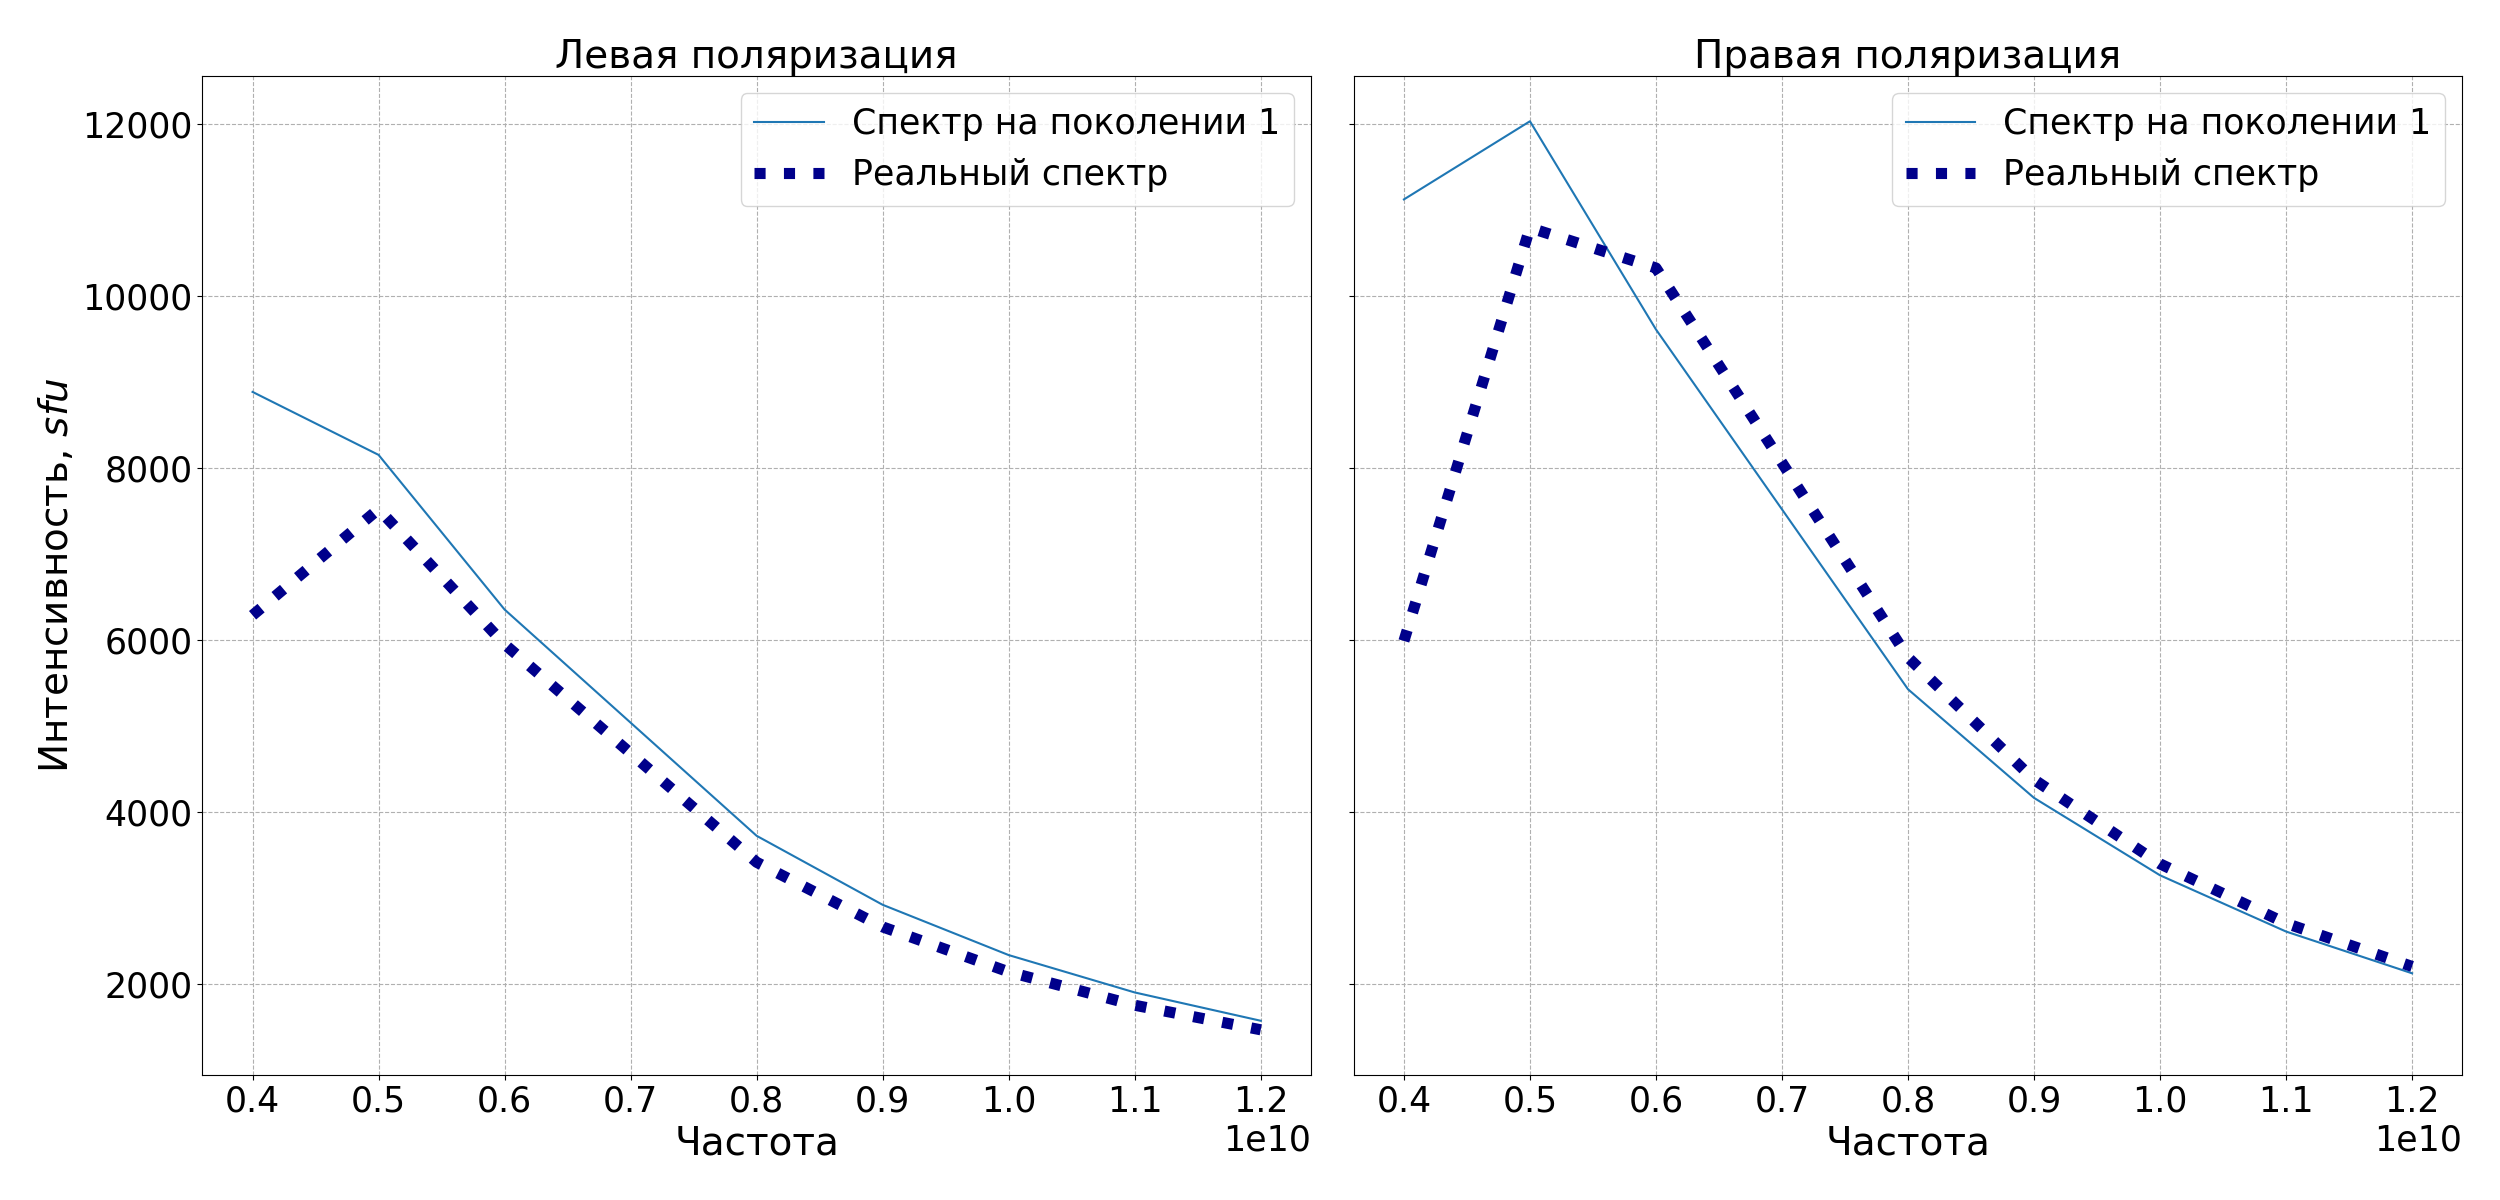 Левая поляризация
Спектр на поколении 1
Реальный спектр
12000
10000
8000
6000
4000
2000
Интенсивность, sfu
0.4 0.5 0.6 0.7 0.8 0.9 1.0 1.1 1.2
1e10
Частота
Правая поляризация
Спектр на поколении 1
Реальный спектр
0.4 0.5 0.6 0.7 0.8 0.9 1.0 1.1 1.2
1e10
Частота